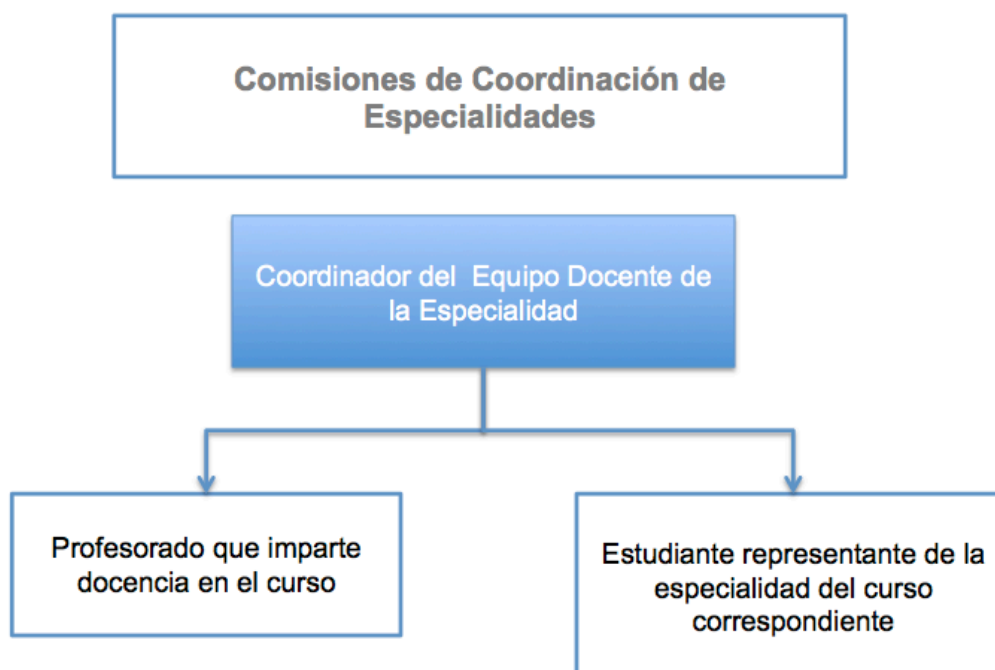 Comisiones de Coordinación de
Especialidades
Coordinador del Equipo Docente de
la Especialidad
Profesorado que imparte
docencia en el curso
Estudiante representante de la
especialidad del curso
correspondiente